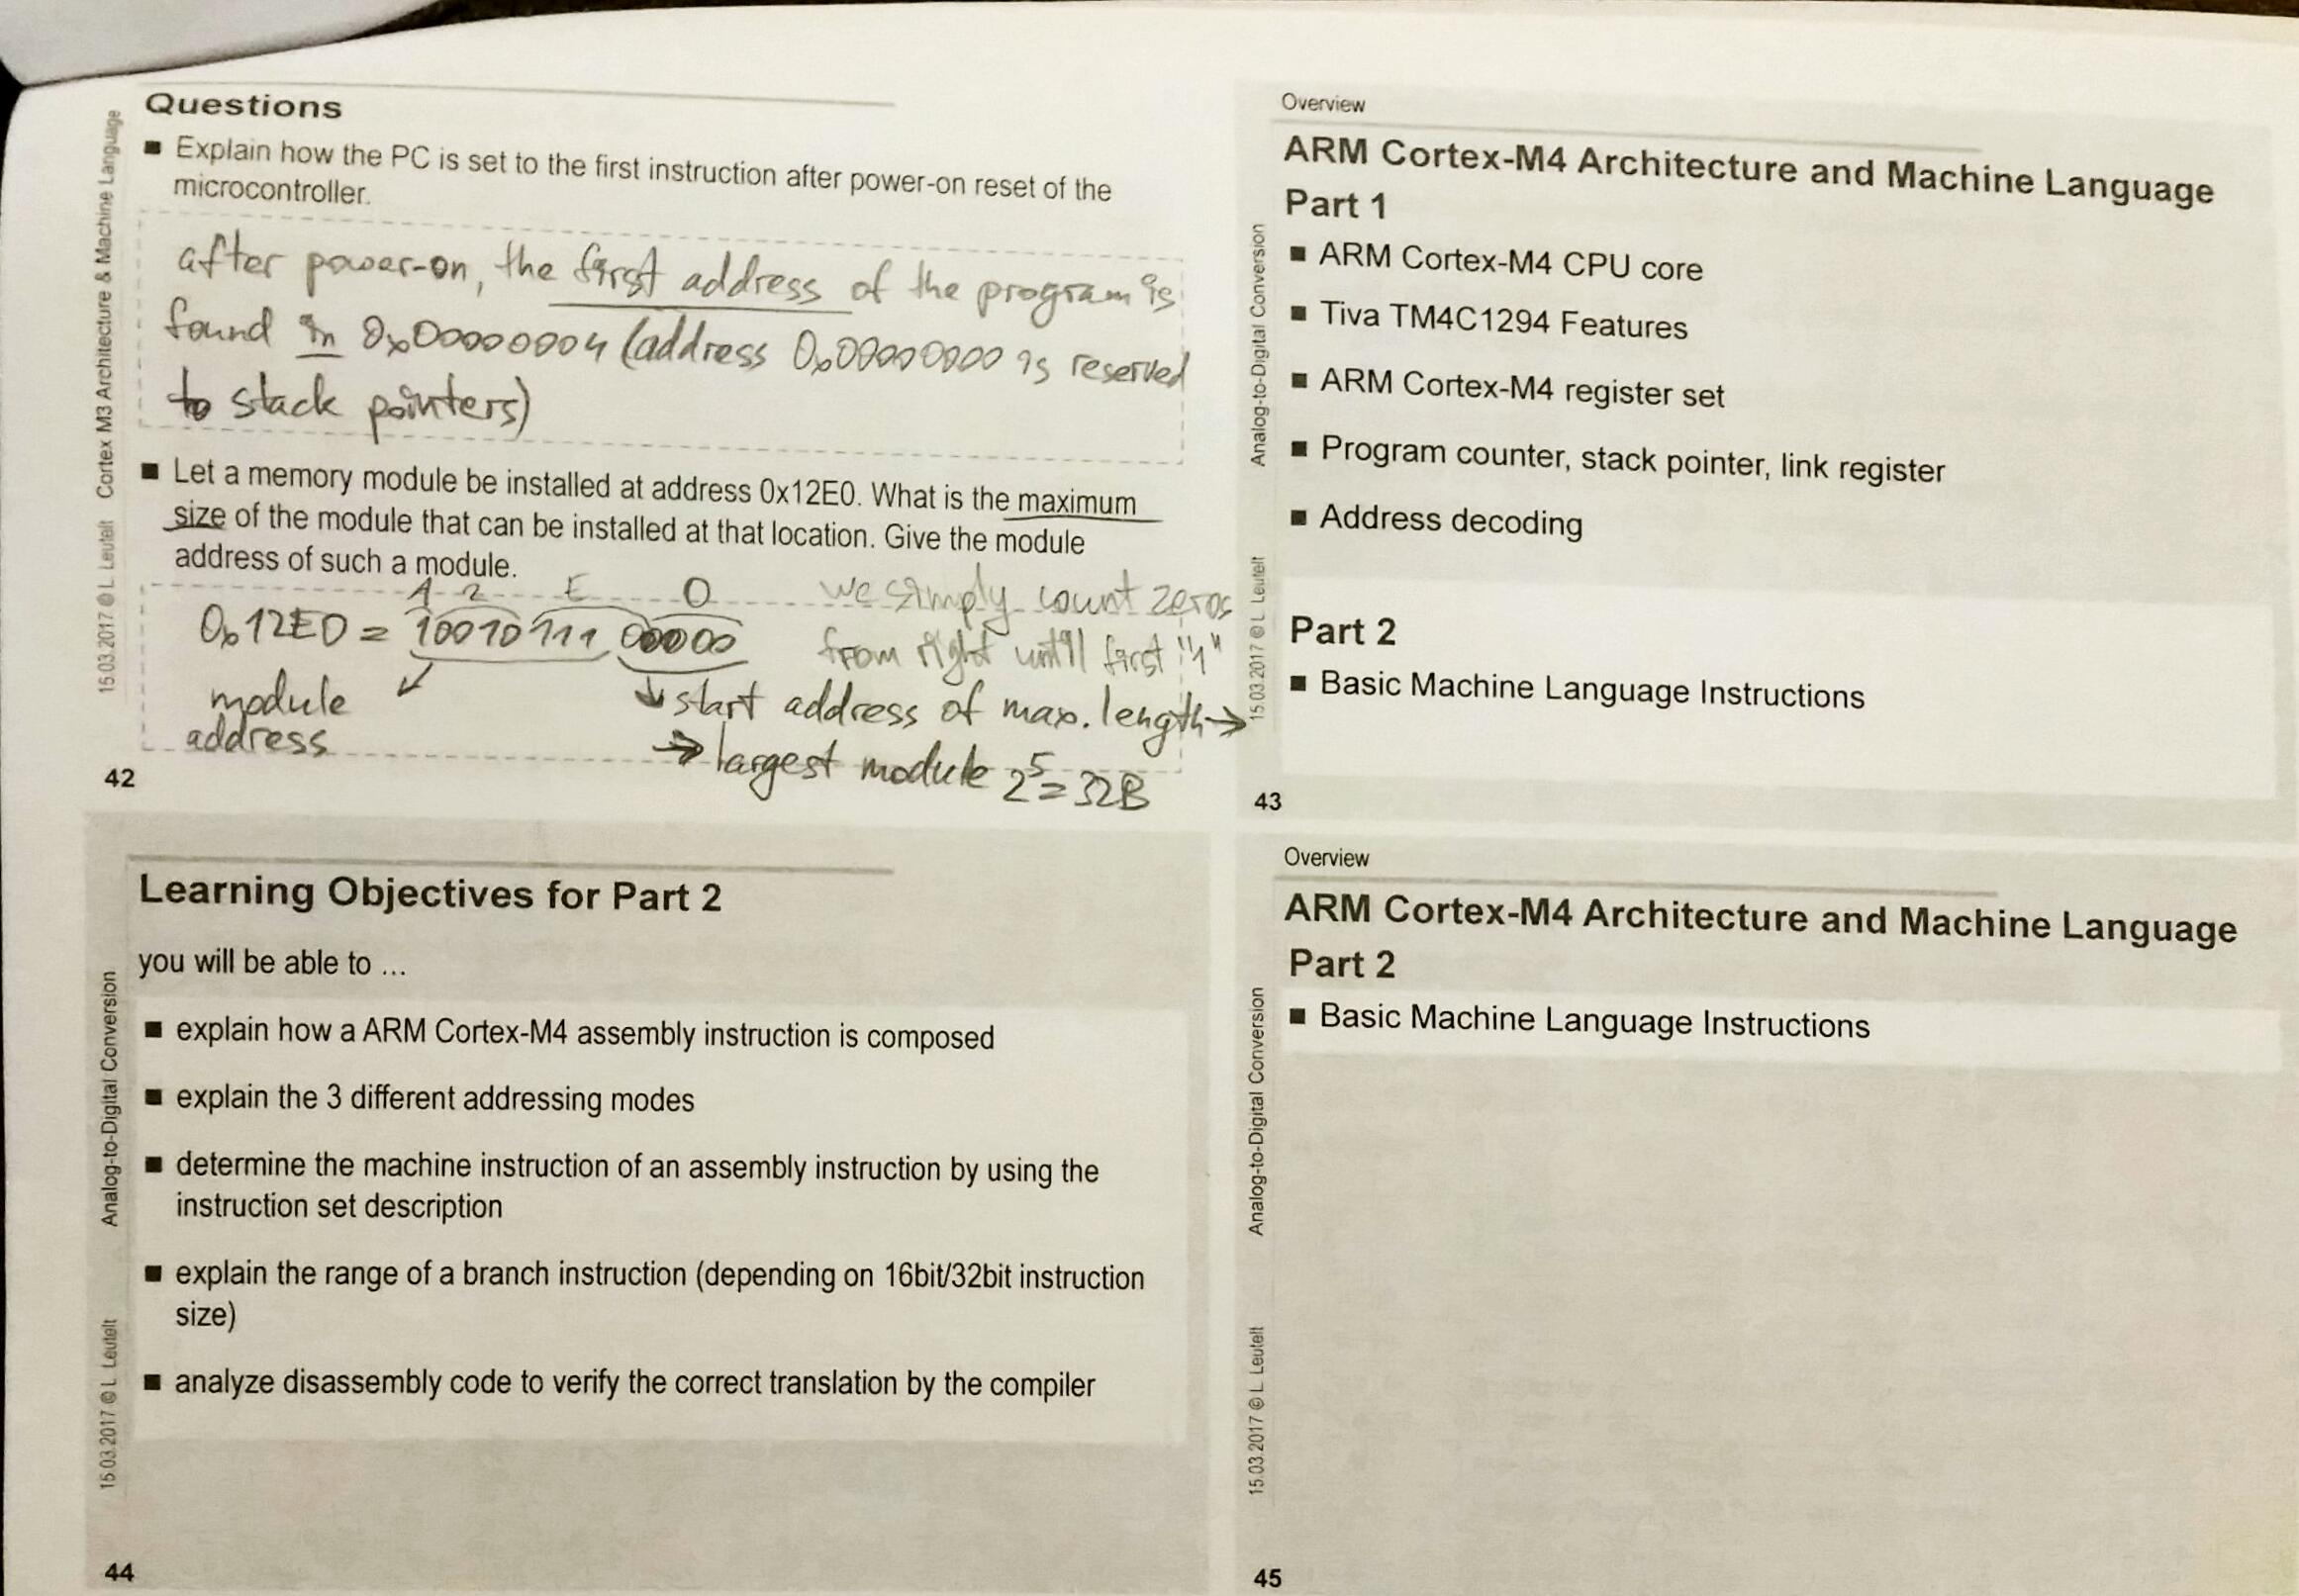 Questions
■ Explain how the PC is set to the first instruction after power-on reset of the
microcontroller.
after power-on, the first address of the program is
found in 0x00000004 (address 0x00000000 is reserved
to stack pointers)
■ Let a memory module be installed at address 0x12E0. What is the maximum
size of the module that can be installed at that location. Give the module
address of such a module.
1 2 E 0
0x12E0 = 10010111 00000
module
address
we simply count zeros
from right until first "1"
↓ start address of max. length →
→ largest module 2⁵ = 32B
42
15.03.2017 © L. Leutelt Cortex M3 Architecture & Machine Language
Overview
ARM Cortex-M4 Architecture and Machine Language
Part 1
■ ARM Cortex-M4 CPU core
■ Tiva TM4C1294 Features
■ ARM Cortex-M4 register set
■ Program counter, stack pointer, link register
■ Address decoding
Part 2
■ Basic Machine Language Instructions
43
15.03.2017 © L. Leutelt Analog-to-Digital Conversion
Learning Objectives for Part 2
you will be able to ...
■ explain how a ARM Cortex-M4 assembly instruction is composed
■ explain the 3 different addressing modes
■ determine the machine instruction of an assembly instruction by using the
instruction set description
■ explain the range of a branch instruction (depending on 16bit/32bit instruction
size)
■ analyze disassembly code to verify the correct translation by the compiler
44
15.03.2017 © L. Leutelt Analog-to-Digital Conversion
Overview
ARM Cortex-M4 Architecture and Machine Language
Part 2
■ Basic Machine Language Instructions
45
15.03.2017 © L. Leutelt Analog-to-Digital Conversion